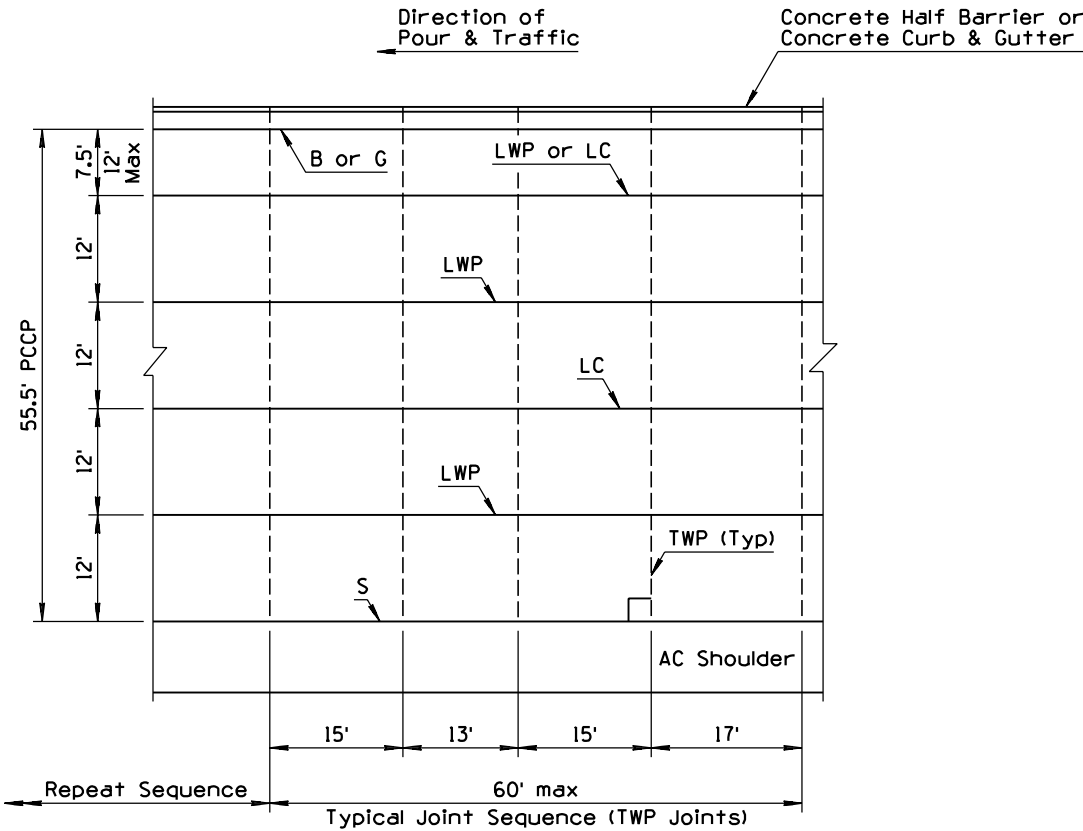 Direction of
Pour & Traffic
Concrete Half Barrier or
Concrete Curb & Gutter
7.5'
12'
Max
B or G
LWP or LC
12'
LWP
12'
55.5' PCCP
LC
12'
LWP
12'
TWP (Typ)
S
AC Shoulder
15'
13'
15'
17'
Repeat Sequence
60' max
Typical Joint Sequence (TWP Joints)